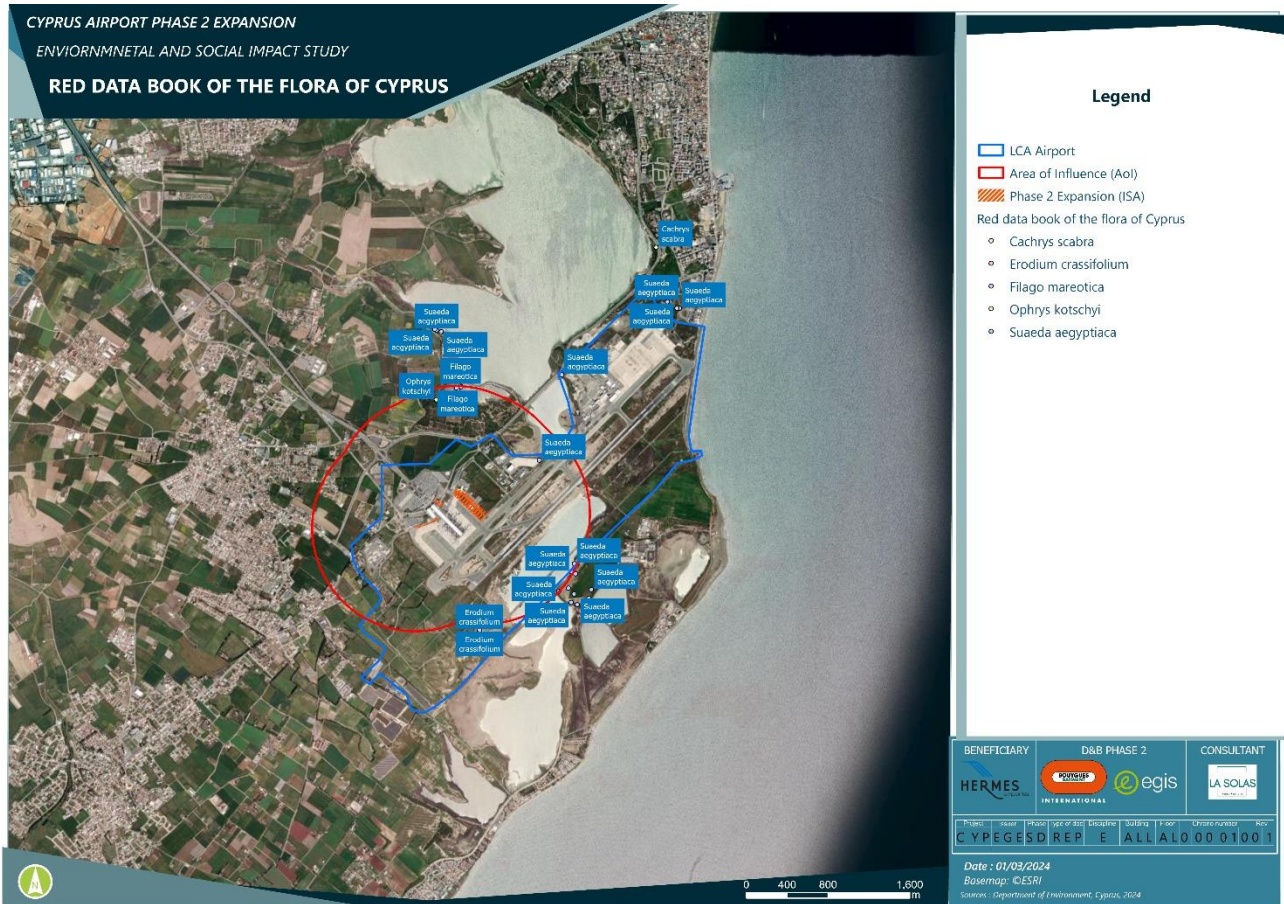 CYPRUS AIRPORT PHASE 2 EXPANSION
ENVIORNMNETAL AND SOCIAL IMPACT STUDY
RED DATA BOOK OF THE FLORA OF CYPRUS
Legend
LCA Airport
Area of Influence (AoI)
Phase 2 Expansion (ISA)
Red data book of the flora of Cyprus
Cachrys scabra
Erodium crassifolium
Filago mareotica
Ophrys kotschyi
Suaeda aegyptiaca
Cachrys
scabra
Suaeda
aegyptiaca
Suaeda
aegyptiaca
Suaeda
aegyptiaca
Suaeda
aegyptiaca
Suaeda
aegyptiaca
Suaeda
aegyptiaca
Suaeda
aegyptiaca
Filago
mareotica
Ophrys
kotschyi
Filago
mareotica
Suaeda
aegyptiaca
Suaeda
aegyptiaca
Suaeda
aegyptiaca
Suaeda
aegyptiaca
Suaeda
aegyptiaca
Suaeda
aegyptiaca
Suaeda
aegyptiaca
Erodium
crassifolium
Erodium
crassifolium
BENEFICIARY
D&B PHASE 2
CONSULTANT
HERMES
BOUYGUES
INTERNATIONAL
egis
LA SOLAS
Project Issuer Phase Type of doc Discipline Building Floor Chrono number Rev
C Y P E G E S D R E P E A L L A L 0 0 0 0 1 0 0 1
Date : 01/03/2024
Basemap: ©ESRI
Sources : Department of Environment, Cyprus, 2024
N
0 400 800 1,600
m